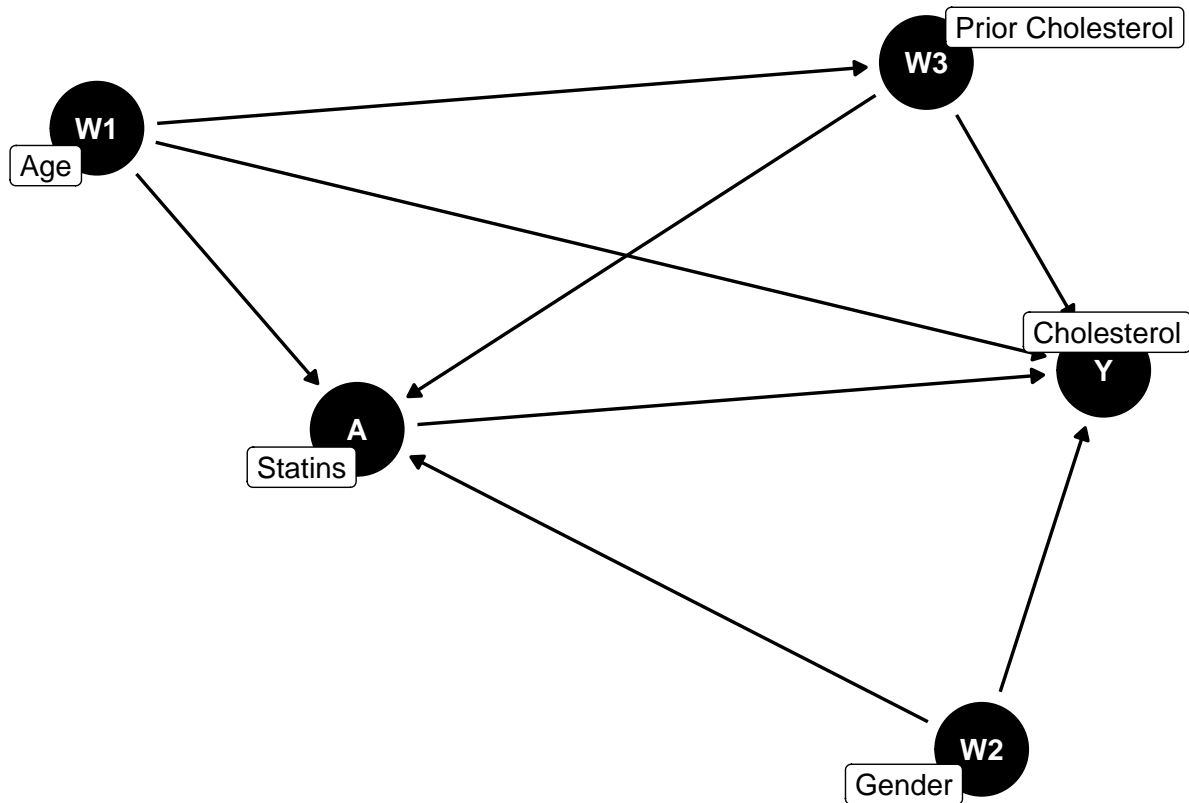 Prior Cholesterol
W3
W1
Age
Cholesterol
Y
A
Statins
W2
Gender